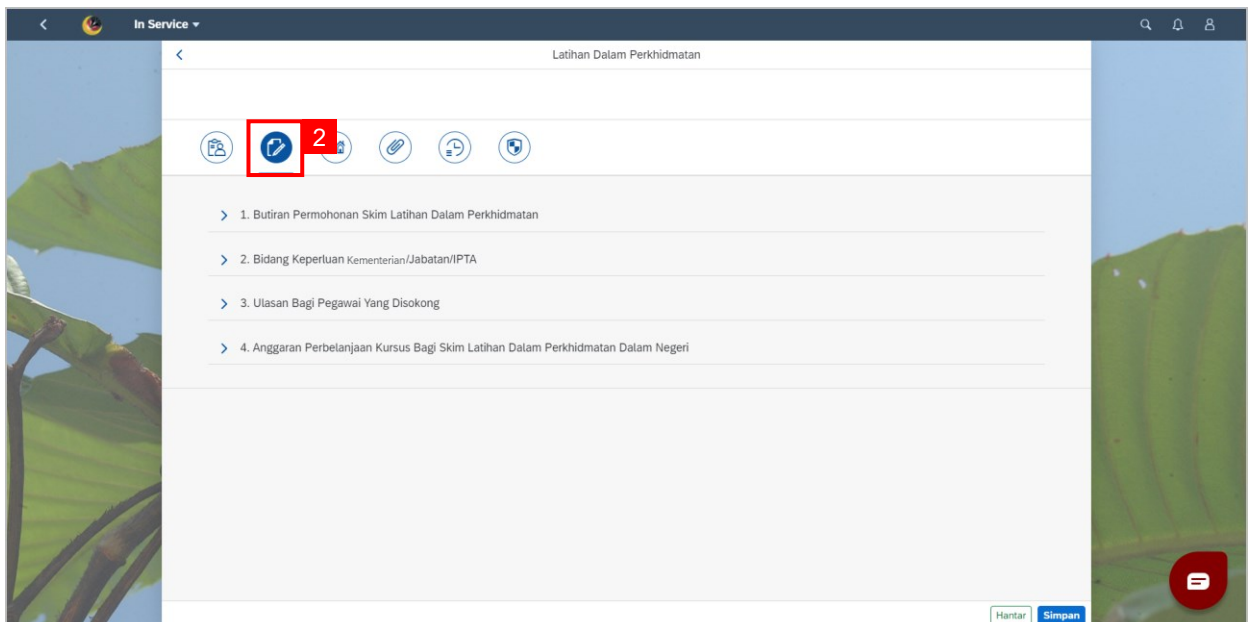 In Service
Latihan Dalam Perkhidmatan
2
1. Butiran Permohonan Skim Latihan Dalam Perkhidmatan
2. Bidang Keperluan Kementerian/Jabatan/IPTA
3. Ulasan Bagi Pegawai Yang Disokong
4. Anggaran Perbelanjaan Kursus Bagi Skim Latihan Dalam Perkhidmatan Dalam Negeri
Hantar Simpan